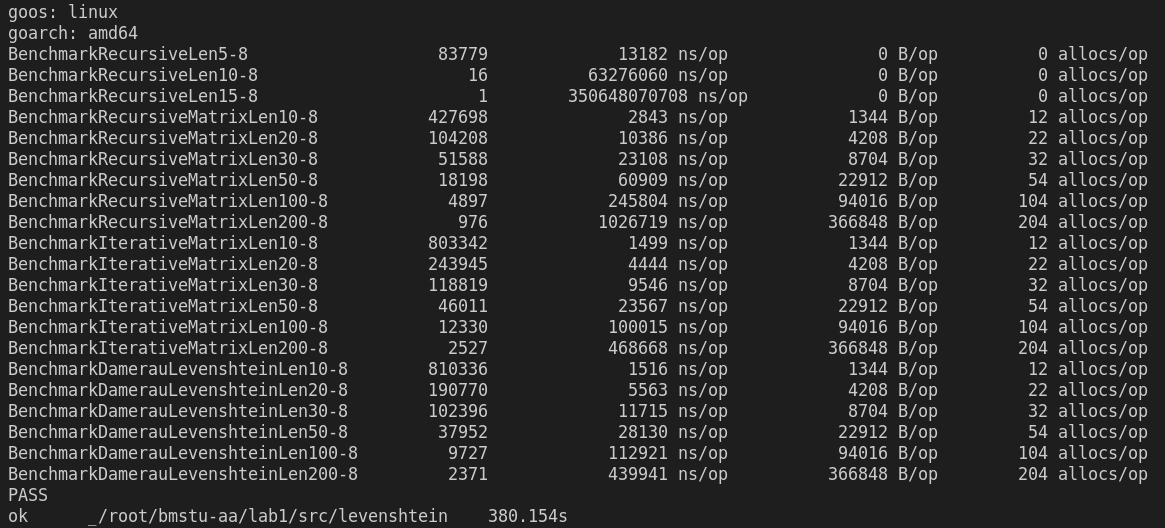 goos: linux
goarch: amd64
BenchmarkRecursiveLen5-8 83779 13182 ns/op 0 B/op 0 allocs/op
BenchmarkRecursiveLen10-8 16 63276060 ns/op 0 B/op 0 allocs/op
BenchmarkRecursiveLen15-8 1 350648070708 ns/op 0 B/op 0 allocs/op
BenchmarkRecursiveMatrixLen10-8 427698 2843 ns/op 1344 B/op 12 allocs/op
BenchmarkRecursiveMatrixLen20-8 104208 10386 ns/op 4208 B/op 22 allocs/op
BenchmarkRecursiveMatrixLen30-8 51588 23108 ns/op 8704 B/op 32 allocs/op
BenchmarkRecursiveMatrixLen50-8 18198 60909 ns/op 22912 B/op 54 allocs/op
BenchmarkRecursiveMatrixLen100-8 4897 245804 ns/op 94016 B/op 104 allocs/op
BenchmarkRecursiveMatrixLen200-8 976 1026719 ns/op 366848 B/op 204 allocs/op
BenchmarkIterativeMatrixLen10-8 803342 1499 ns/op 1344 B/op 12 allocs/op
BenchmarkIterativeMatrixLen20-8 243945 4444 ns/op 4208 B/op 22 allocs/op
BenchmarkIterativeMatrixLen30-8 118819 9546 ns/op 8704 B/op 32 allocs/op
BenchmarkIterativeMatrixLen50-8 46011 23567 ns/op 22912 B/op 54 allocs/op
BenchmarkIterativeMatrixLen100-8 12330 100015 ns/op 94016 B/op 104 allocs/op
BenchmarkIterativeMatrixLen200-8 2527 468668 ns/op 366848 B/op 204 allocs/op
BenchmarkDamerauLevenshteinLen10-8 810336 1516 ns/op 1344 B/op 12 allocs/op
BenchmarkDamerauLevenshteinLen20-8 190770 5563 ns/op 4208 B/op 22 allocs/op
BenchmarkDamerauLevenshteinLen30-8 102396 11715 ns/op 8704 B/op 32 allocs/op
BenchmarkDamerauLevenshteinLen50-8 37952 28130 ns/op 22912 B/op 54 allocs/op
BenchmarkDamerauLevenshteinLen100-8 9727 112921 ns/op 94016 B/op 104 allocs/op
BenchmarkDamerauLevenshteinLen200-8 2371 439941 ns/op 366848 B/op 204 allocs/op
PASS
ok _/root/bmstu-aa/lab1/src/levenshtein 380.154s